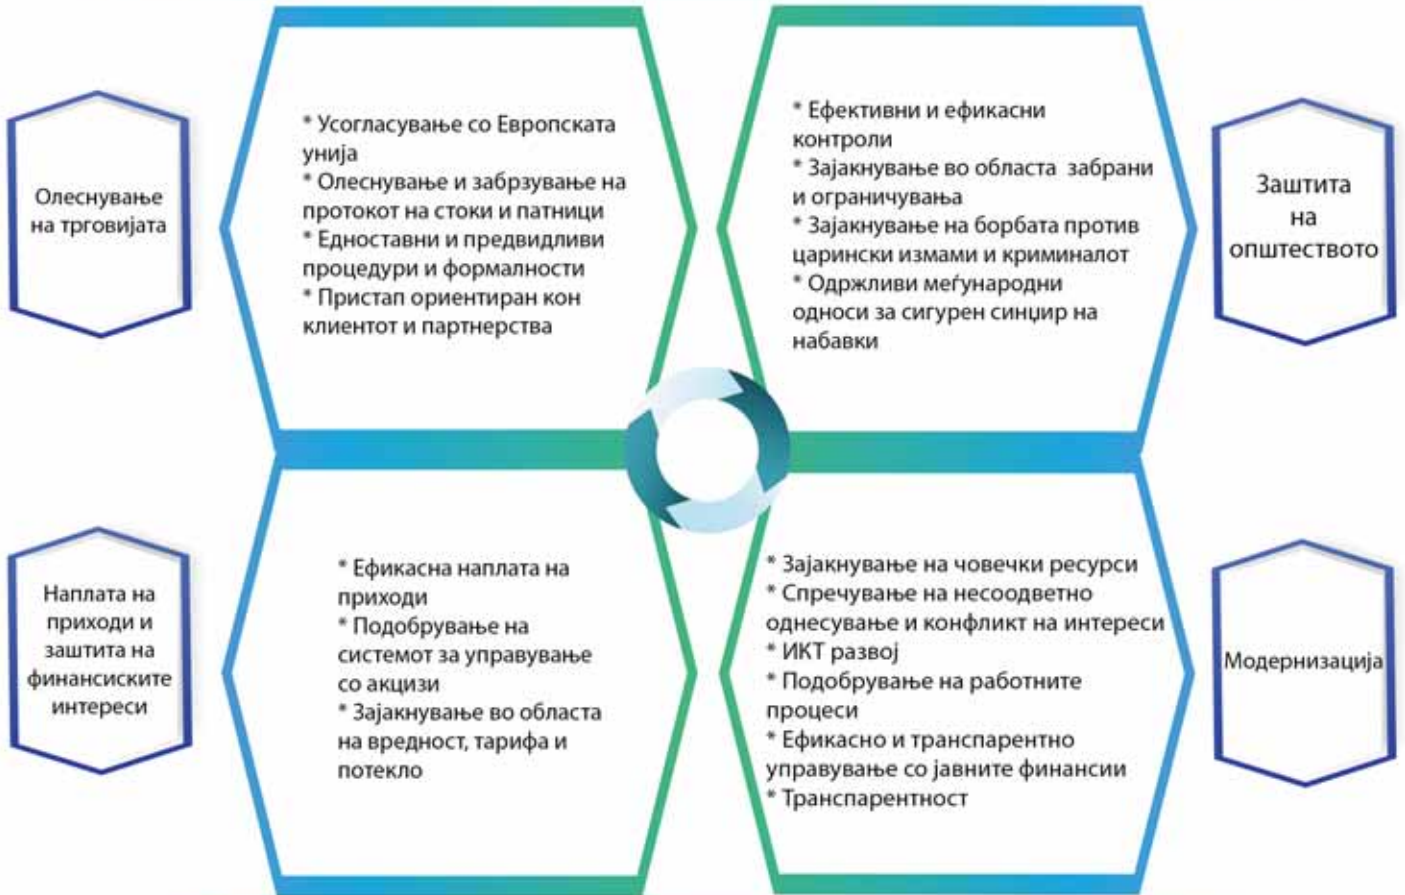 Олеснување
на трговијата
* Усогласување со Европската
унија
* Олеснување и забрзување на
протокот на стоки и патници
* Едноставни и предвидливи
процедури и формалности
* Пристап ориентиран кон
клиентот и партнерства
* Ефективни и ефикасни
контроли
* Зајакнување во областа забрани
и ограничувања
* Зајакнување на борбата против
царински измами и криминалот
* Одржливи меѓународни
односи за сигурен синџир на
набавки
Заштита
на
општеството
Наплата на
приходи и
заштита на
финансиските
интереси
* Ефикасна наплата на
приходи
* Подобрување на
системот за управување
со акцизи
* Зајакнување во областа
на вредност, тарифа и
потекло
* Зајакнување на човечки ресурси
* Спречување на несоодветно
однесување и конфликт на интереси
* ИКТ развој
* Подобрување на работните
процеси
* Ефикасно и транспарентно
управување со јавните финансии
* Транспарентност
Модернизација